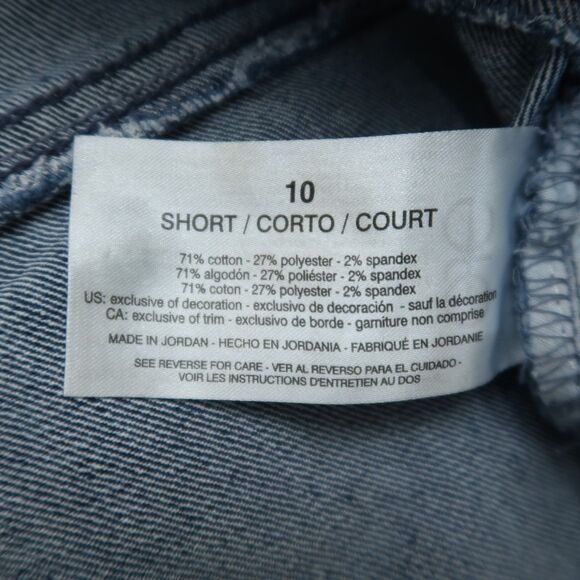 10
SHORT / CORTO / COURT
71% cotton - 27% polyester - 2% spandex
71% algodón - 27% poliéster - 2% spandex
71% coton - 27% polyester - 2% spandex
US: exclusive of decoration - exclusivo de decoración - sauf la décoration
CA: exclusive of trim - exclusivo de borde - garniture non comprise
MADE IN JORDAN - HECHO EN JORDANIA - FABRIQUÉ EN JORDANIE
SEE REVERSE FOR CARE - VER AL REVERSO PARA EL CUIDADO -
VOIR LES INSTRUCTIONS D'ENTRETIEN AU DOS